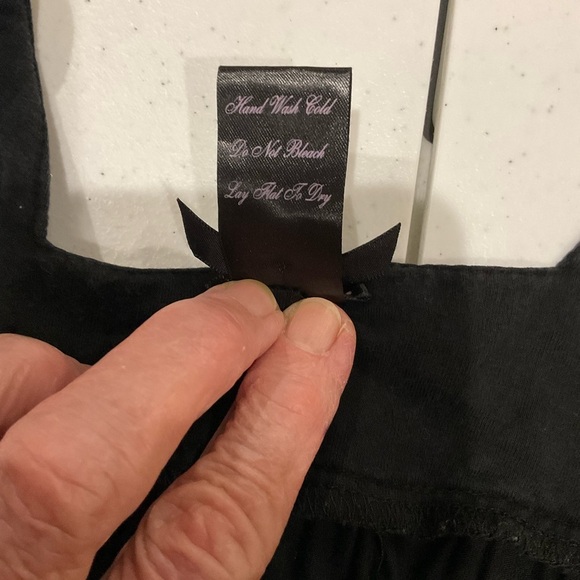 Hand Wash Cold
Do Not Bleach
Lay Flat To Dry